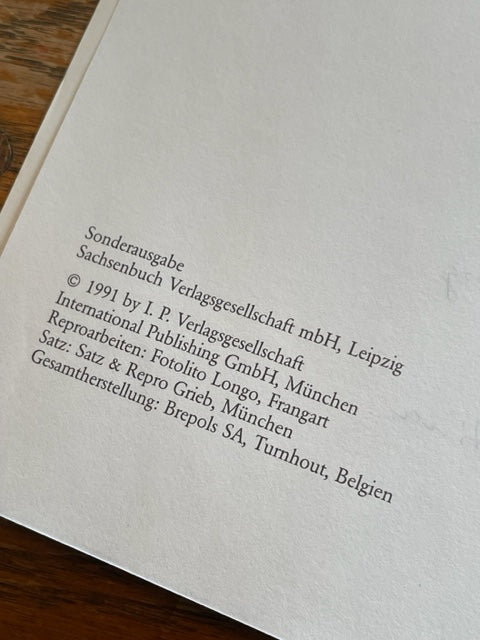 Sonderausgabe
Sachsenbuch Verlagsgesellschaft mbH, Leipzig
© 1991 by I. P. Verlagsgesellschaft
International Publishing GmbH, München
Reproarbeiten: Fotolito Longo, Frangart
Satz: Satz & Repro Grieb, München
Gesamtherstellung: Brepols SA, Turnhout, Belgien